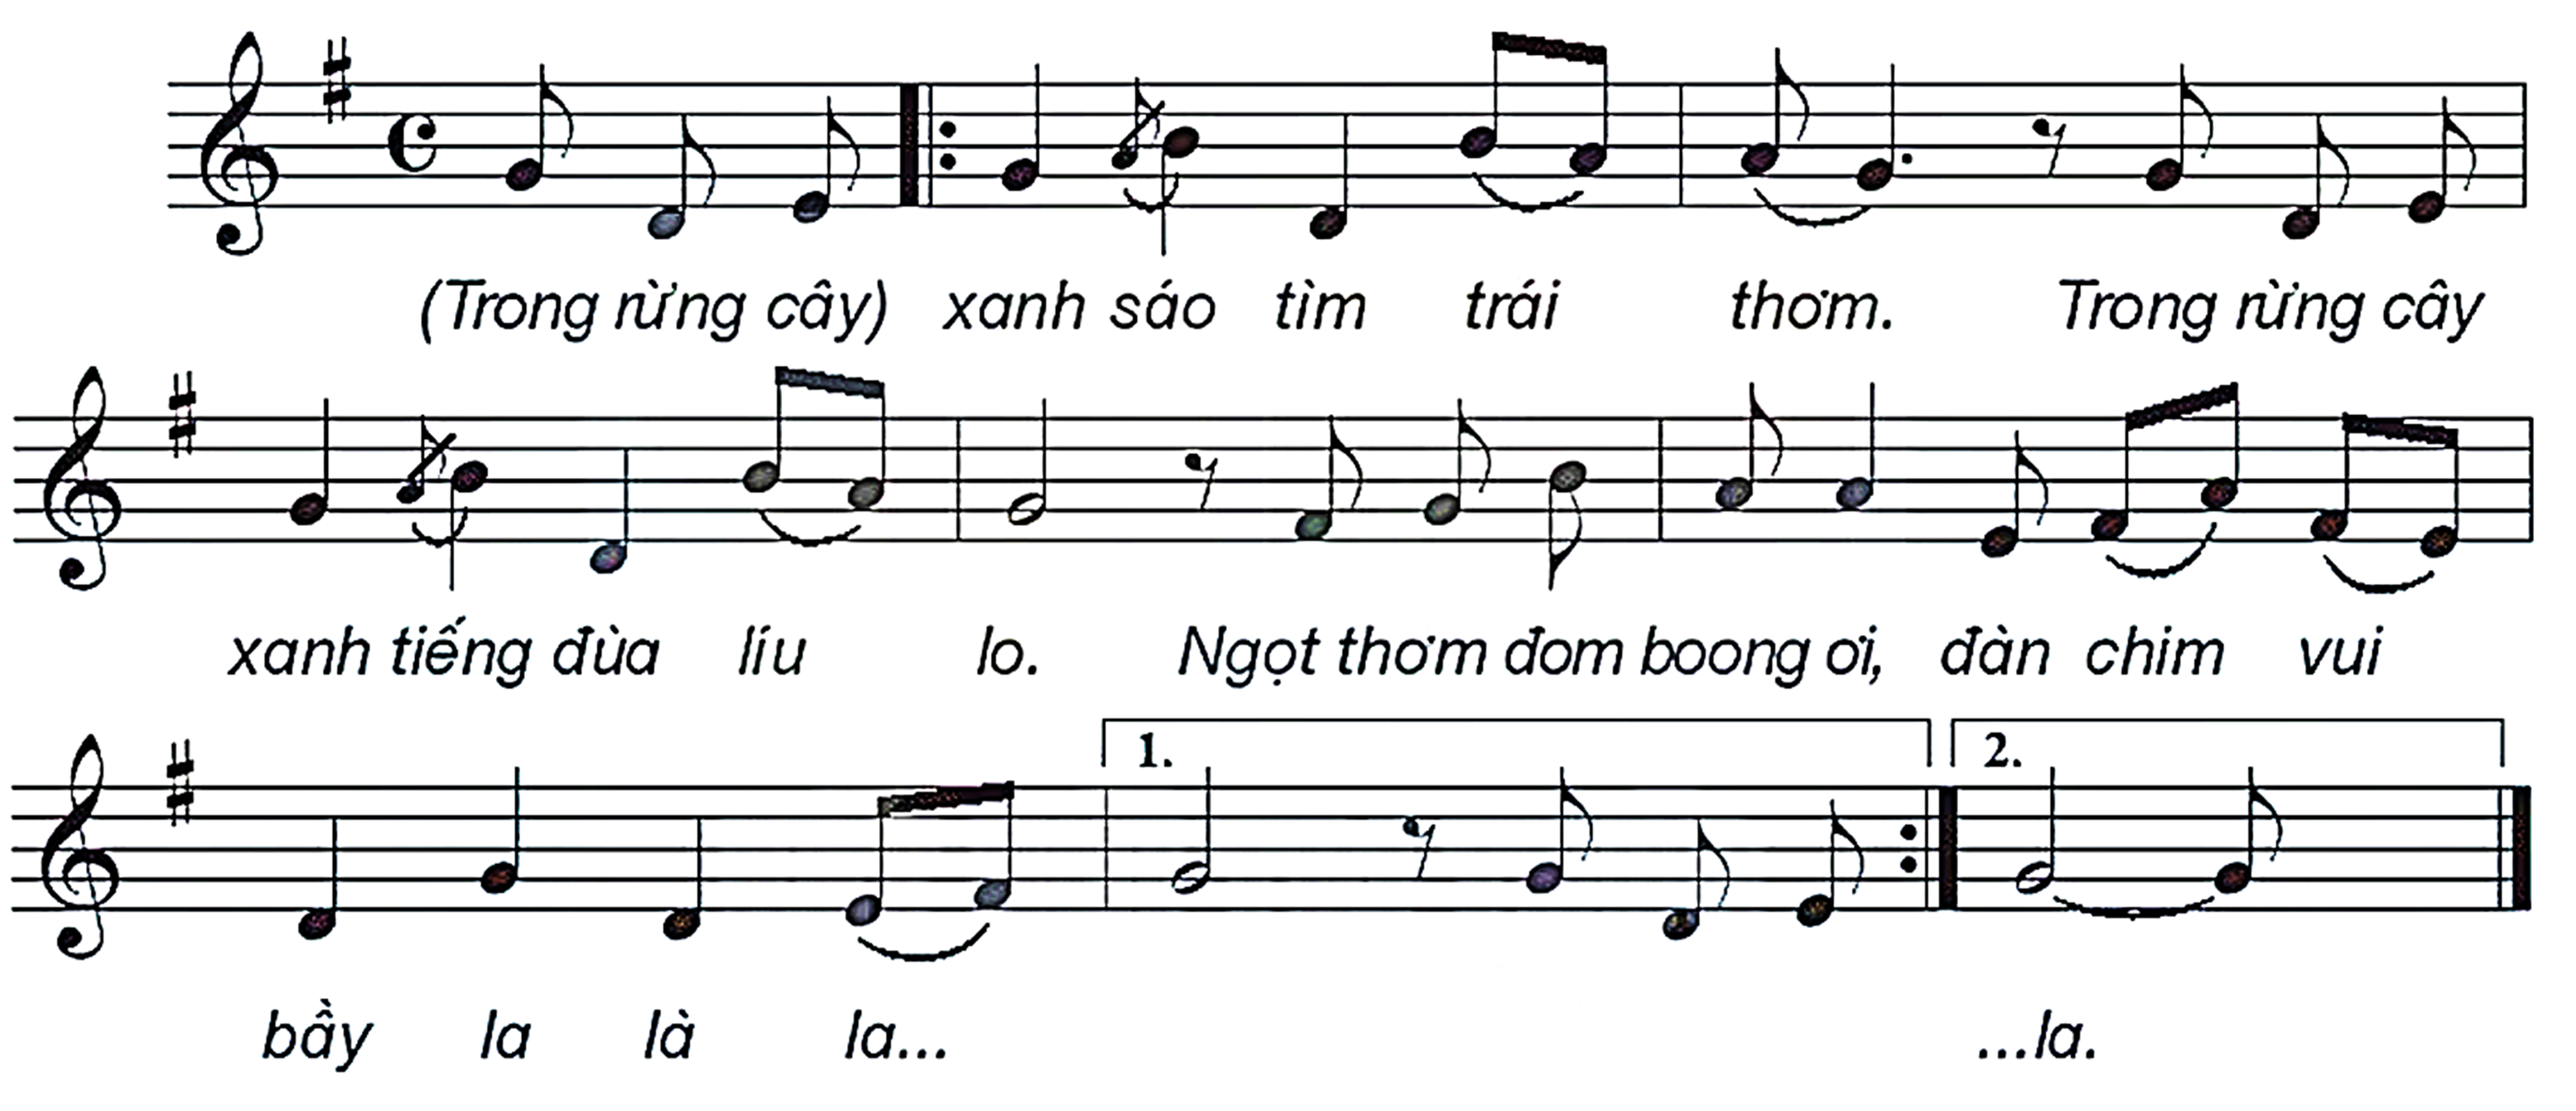 (Trong rừng cây) xanh sáo tìm trái thơm. Trong rừng cây
xanh tiếng đùa líu lo. Ngọt thơm đom boong ơi, đàn chim vui
1. 2.
bầy la là la... ...la.